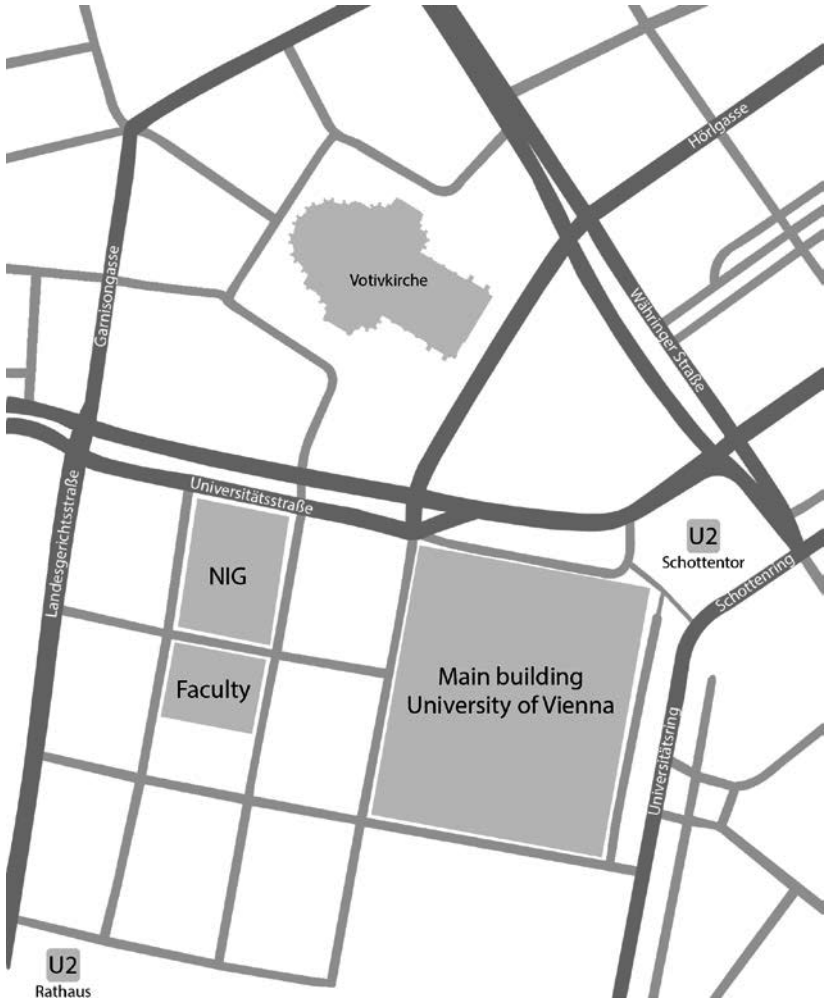 Hörlgasse
Votivkirche
Garnisongasse
Währinger Straße
Universitätsstraße
Landesgerichtsstraße
U2
Schottentor
NIG
Schottenring
Faculty
Main building
University of Vienna
Universitätsring
U2
Rathaus